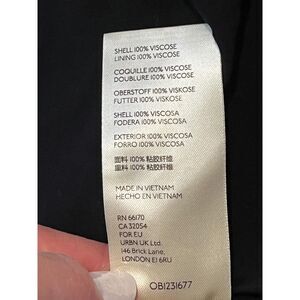 SHELL 100% VISCOSE
LINING 100% VISCOSE
COQUILLE 100% VISCOSE
DOUBLURE 100% VISCOSE
OBERSTOFF 100% VISKOSE
FUTTER 100% VISKOSE
SHELL 100% VISCOSA
FODERA 100% VISCOSA
EXTERIOR 100% VISCOSA
FORRO 100% VISCOSA
面料 100% 粘胶纤维
里料 100% 粘胶纤维
MADE IN VIETNAM
HECHO EN VIETNAM
RN 66170
CA 32054
FOR EU
URBN UK Ltd.
146 Brick Lane,
LONDON E1 6RU
OB1231677